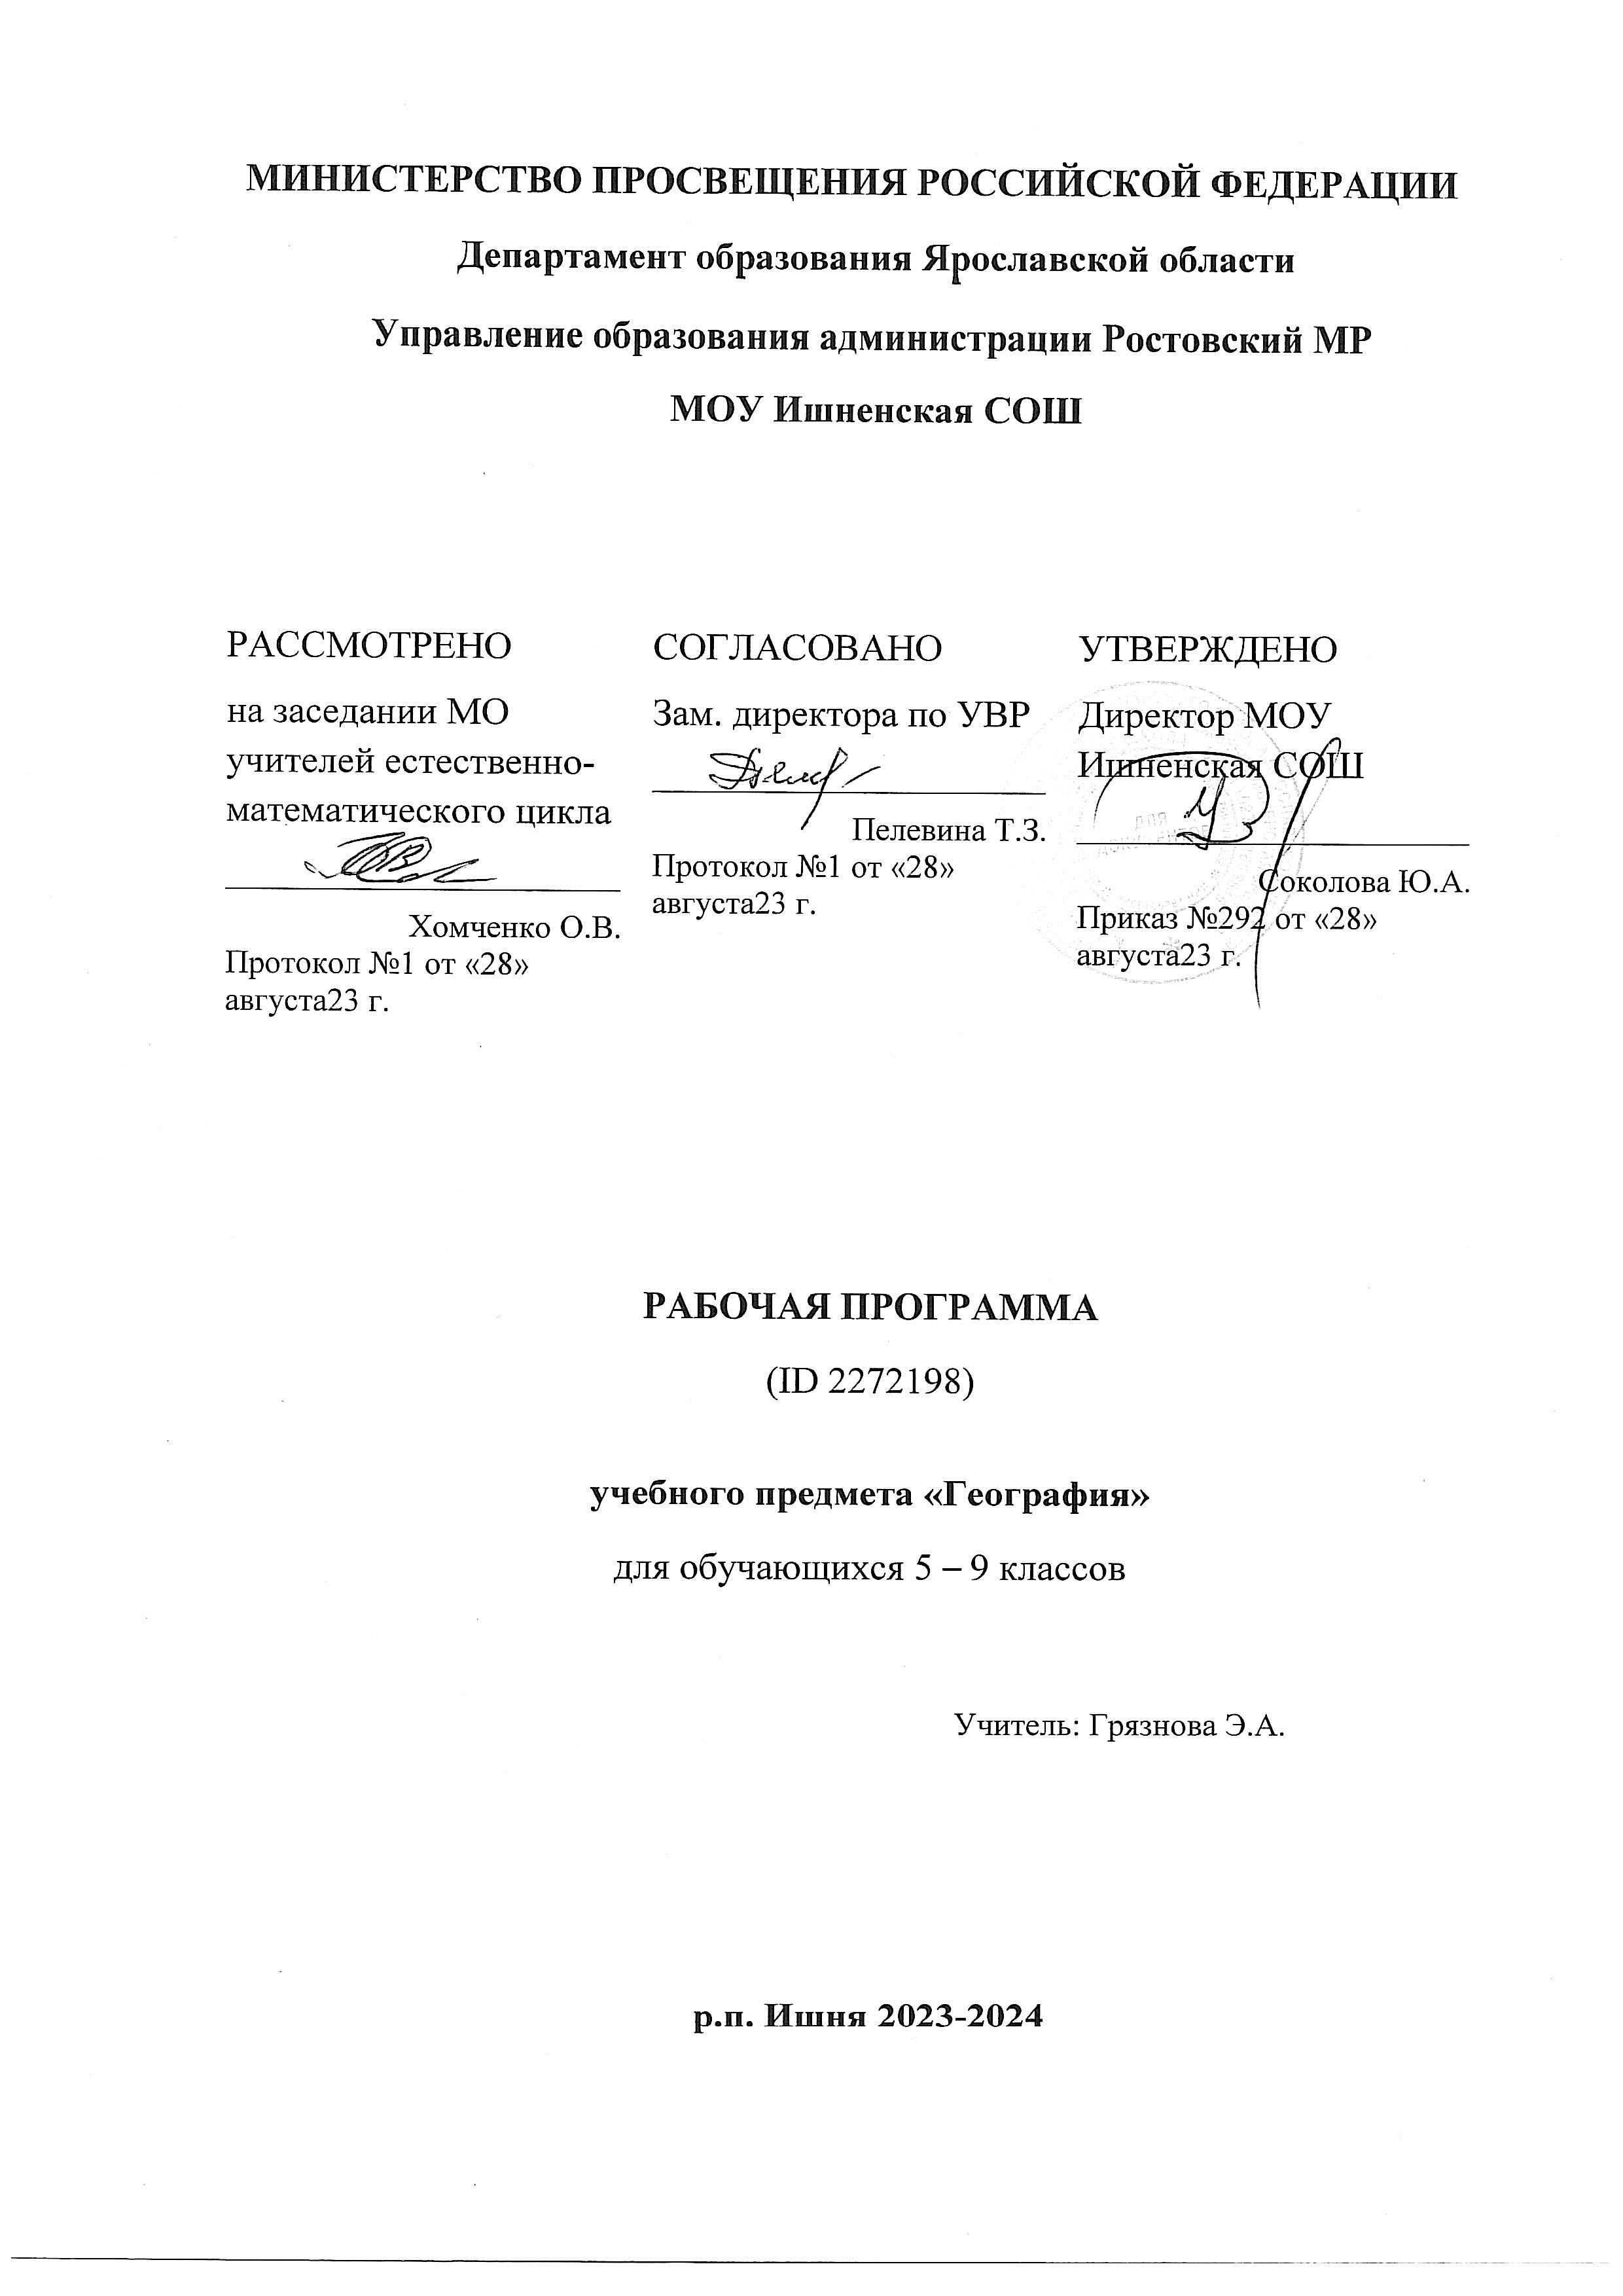 МИНИСТЕРСТВО ПРОСВЕЩЕНИЯ РОССИЙСКОЙ ФЕДЕРАЦИИ
Департамент образования Ярославской области
Управление образования администрации Ростовский МР
МОУ Ишненская СОШ
РАССМОТРЕНО
на заседании МО
учителей естественно-
математического цикла
Хомченко О.В.
Протокол №1 от «28»
августа23 г.
СОГЛАСОВАНО
Зам. директора по УВР
Пелевина Т.З.
Протокол №1 от «28»
августа23 г.
УТВЕРЖДЕНО
Директор МОУ
Ишненская СОШ
Соколова Ю.А.
Приказ №292 от «28»
августа23 г.
РАБОЧАЯ ПРОГРАММА
(ID 2272198)
учебного предмета «География»
для обучающихся 5 – 9 классов
Учитель: Грязнова Э.А.
р.п. Ишня 2023-2024